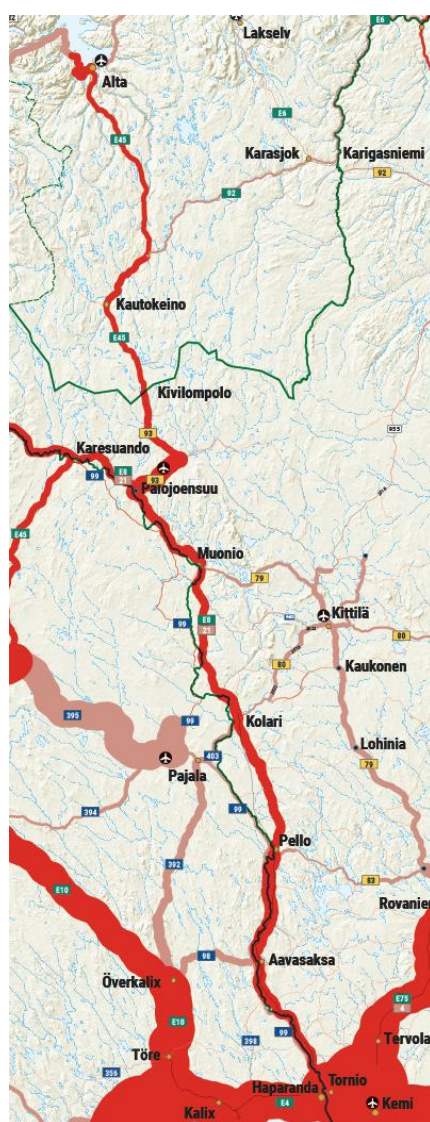 E6
Lakselv
Alta
E6
E45
Karasjok
Karigasniemi
92
92
Kautokeino
E45
Kivilompolo
93
955
Karesuando
E8
21
99
93
Palojoensuu
E45
Muonio
79
99
E8
21
Kittilä
80
80
Kaukonen
395
99
Kolari
403
Lohinia
Pajala
79
394
99
392
Pello
83
Rovanien
E10
98
Aavasaksa
Överkalix
E75
4
E10
99
398
Tervola
Töre
356
Haparanda
Tornio
E4
Kalix
Kemi